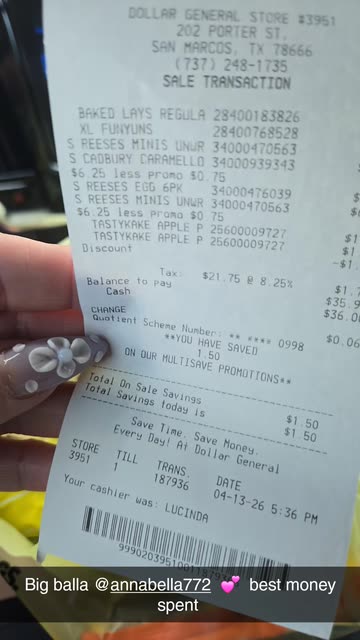 DOLLAR GENERAL STORE #3951
202 PORTER ST.
SAN MARCOS, TX 78666
(737) 248-1735
SALE TRANSACTION
BAKED LAYS REGULA 28400183826
XL FUNYUNS 28400768528
S REESES MINIS UNWR 34000470563
S CADBURY CARAMELLO 34000939343
$6.25 less promo $0.75
S REESES EGG 6PK 34000476039
S REESES MINIS UNWR 34000470563
$6.25 less promo $0 75
TASTYKAKE APPLE P 25600009727
TASTYKAKE APPLE P 25600009727
Discount
Tax: $21.75 @ 8.25%
Balance to pay
Cash
CHANGE $0.06
Quotient Scheme Number: ** **** 0998
**YOU HAVE SAVED
1.50
ON OUR MULTISAVE PROMOTIONS**
Total On Sale Savings $1 50
Total Savings today is $1 50
Save Time. Save Money.
Every Day! At Dollar General
STORE TILL TRANS. DATE
3951 1 187936 04-13-26 5:36 PM
Your cashier was: LUCINDA
Big balla @annabella772 💕 best money
spent